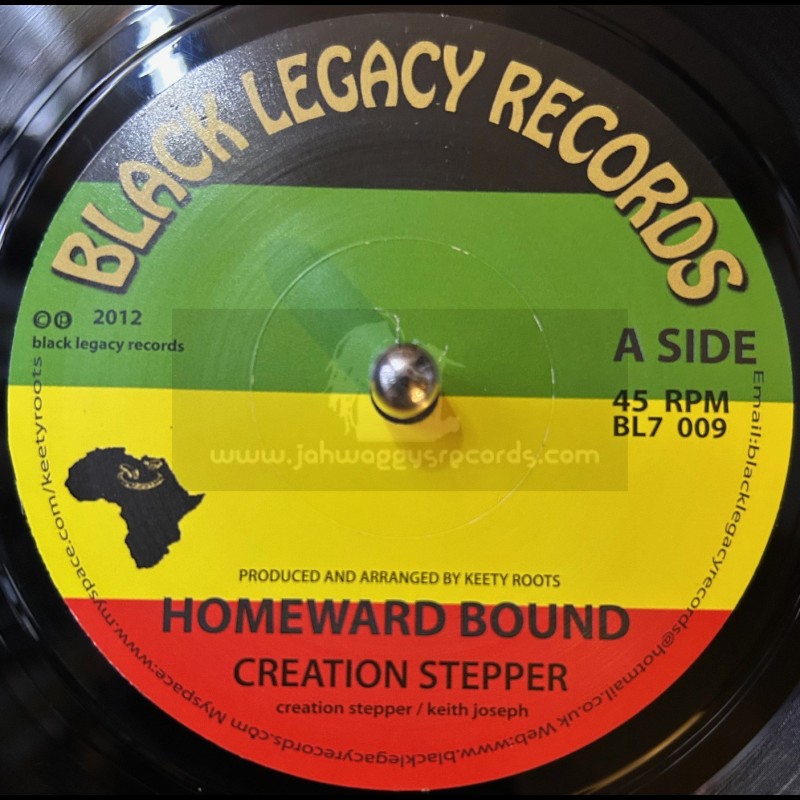 BLACK LEGACY RECORDS
©℗ 2012
black legacy records
A SIDE
45 RPM
BL7 009
www.jahwaggysrecords.com
PRODUCED AND ARRANGED BY KEETY ROOTS
HOMEWARD BOUND
CREATION STEPPER
creation stepper / keith joseph
Email:blacklegacyrecords@hotmail.co.uk Web:www.blacklegacyrecords.com Myspace:www.myspace.com/keetyroots